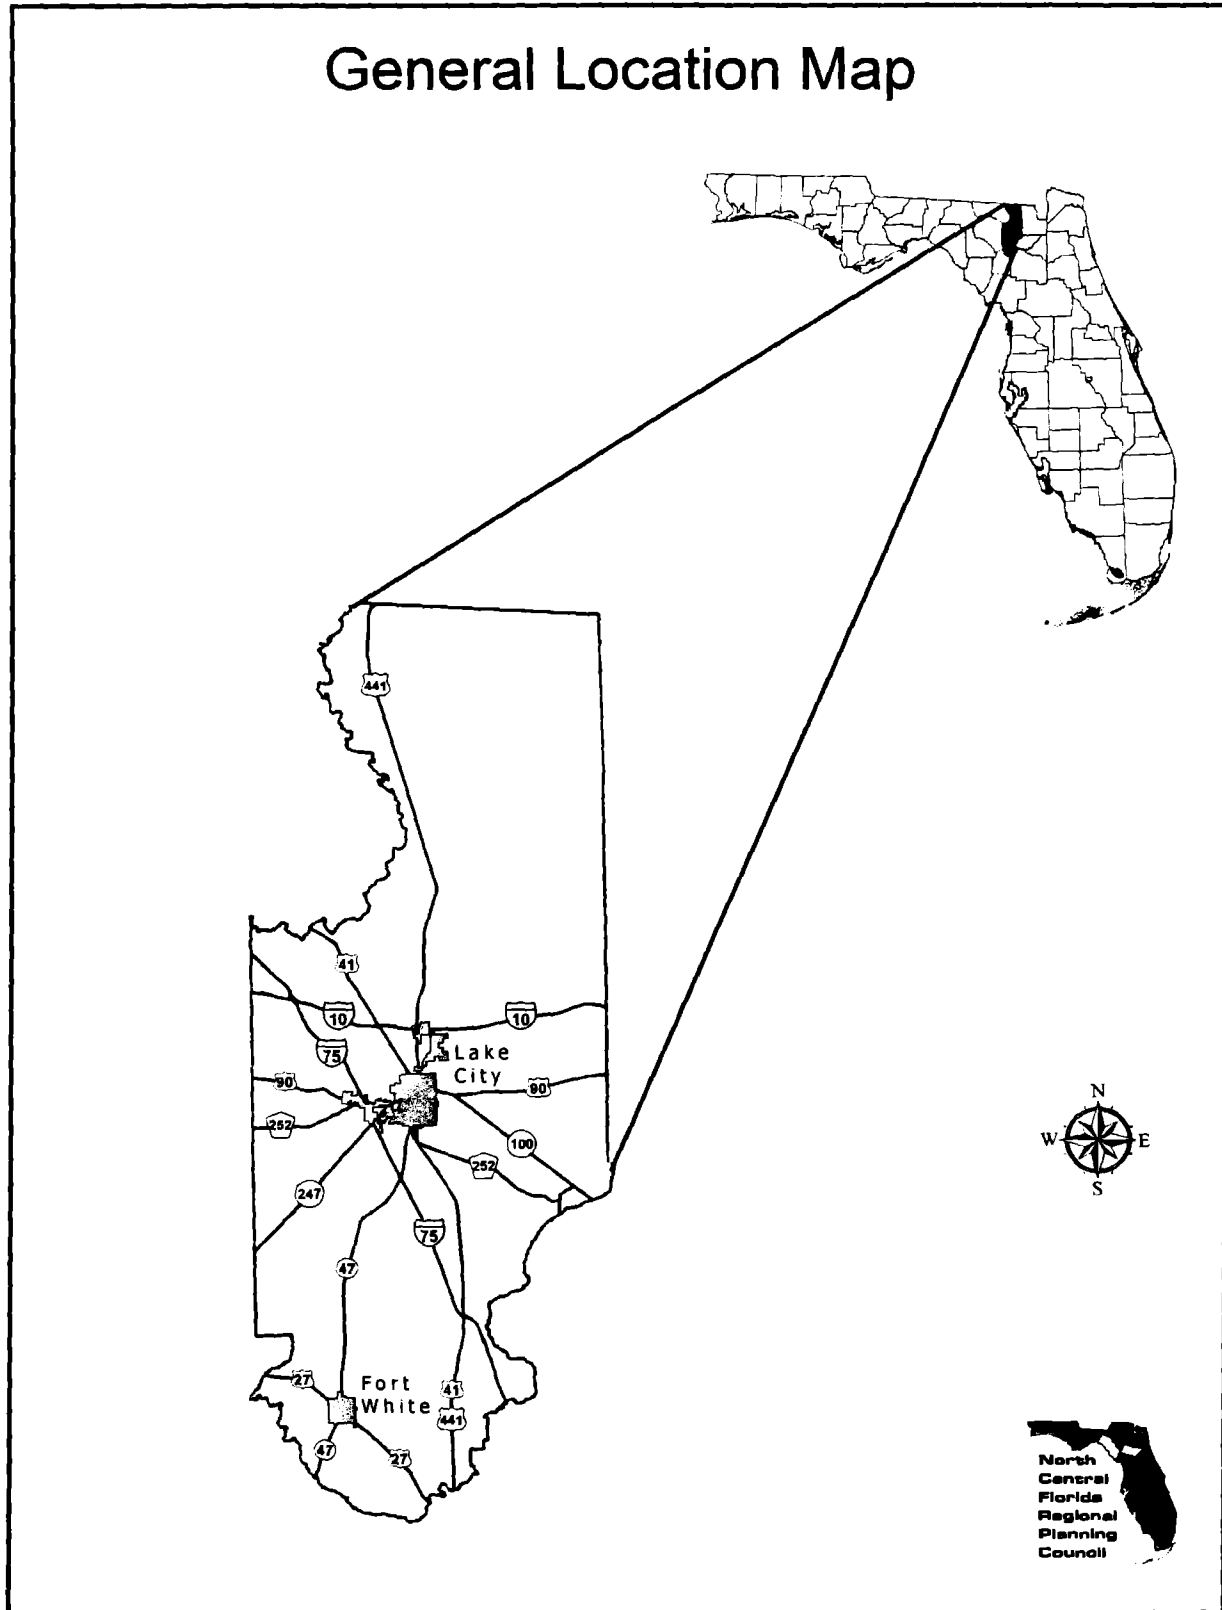 General Location Map
441
41
10
10
75
Lake
City
90
90
252
100
252
247
75
47
N
W
E
S
27
Fort
White
41
441
47
27
North
Central
Florida
Regional
Planning
Council